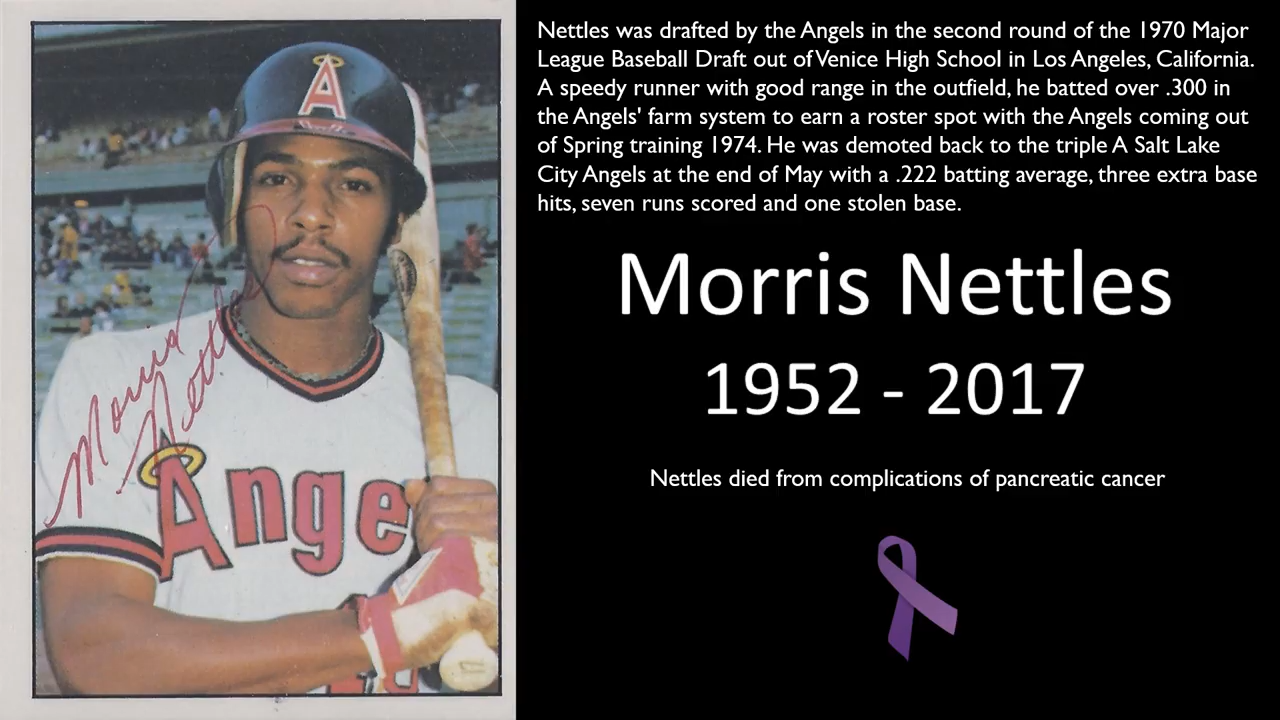 Nettles was drafted by the Angels in the second round of the 1970 Major
League Baseball Draft out of Venice High School in Los Angeles, California.
A speedy runner with good range in the outfield, he batted over .300 in
the Angels' farm system to earn a roster spot with the Angels coming out
of Spring training 1974. He was demoted back to the triple A Salt Lake
City Angels at the end of May with a .222 batting average, three extra base
hits, seven runs scored and one stolen base.
Morris Nettles
1952 - 2017
Nettles died from complications of pancreatic cancer
A
Morris
Nettles
Ange